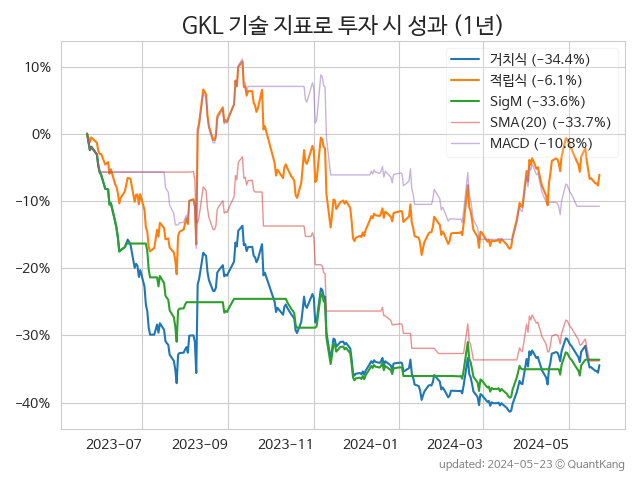 GKL 기술 지표로 투자 시 성과 (1년)
거치식 (−34.4%)
적립식 (−6.1%)
SigM (−33.6%)
SMA(20) (−33.7%)
MACD (−10.8%)
10%
0%
−10%
−20%
−30%
−40%
2023-07
2023-09
2023-11
2024-01
2024-03
2024-05
updated: 2024-05-23 © QuantKang